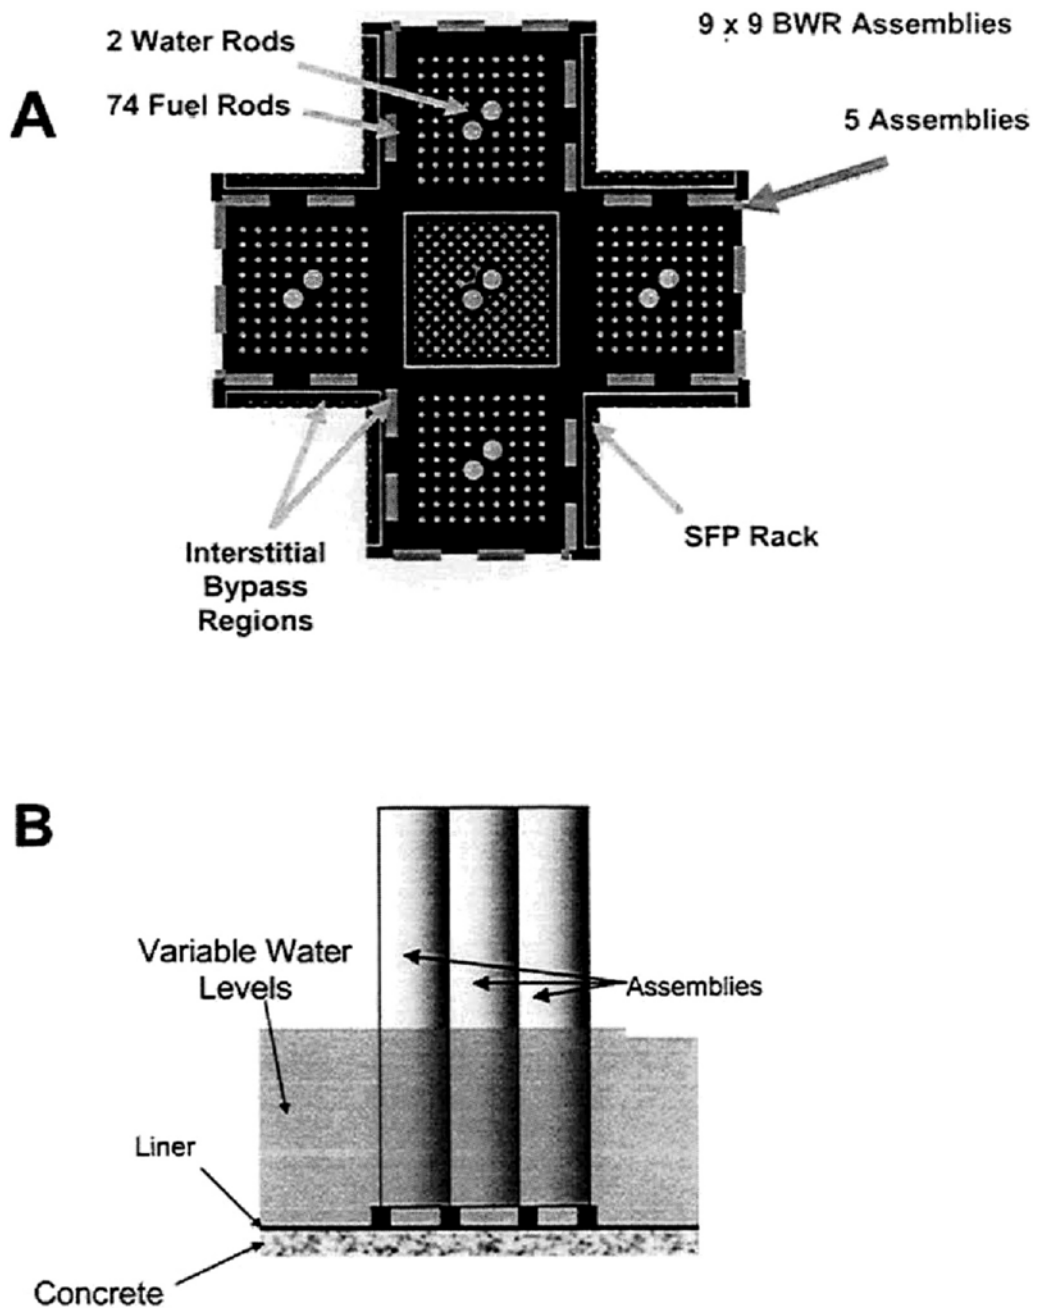 2 Water Rods
9 x 9 BWR Assemblies
A
74 Fuel Rods
5 Assemblies
Interstitial
Bypass
Regions
SFP Rack
B
Variable Water
Levels
Assemblies
Liner
Concrete